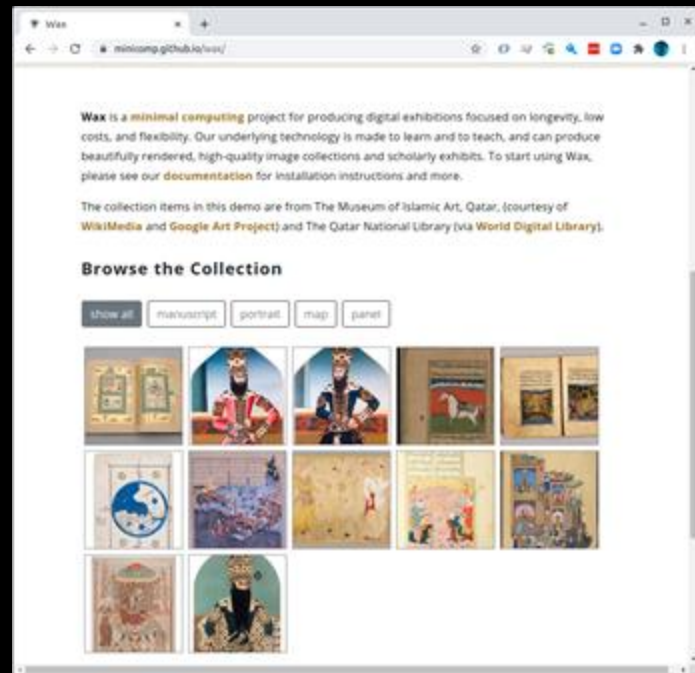 Wax
minicomp.github.io/wax/
Wax is a minimal computing project for producing digital exhibitions focused on longevity, low
costs, and flexibility. Our underlying technology is made to learn and to teach, and can produce
beautifully rendered, high-quality image collections and scholarly exhibits. To start using Wax,
please see our documentation for installation instructions and more.
The collection items in this demo are from The Museum of Islamic Art, Qatar, (courtesy of
WikiMedia and Google Art Project) and The Qatar National Library (via World Digital Library).
Browse the Collection
show all manuscript portrait map panel